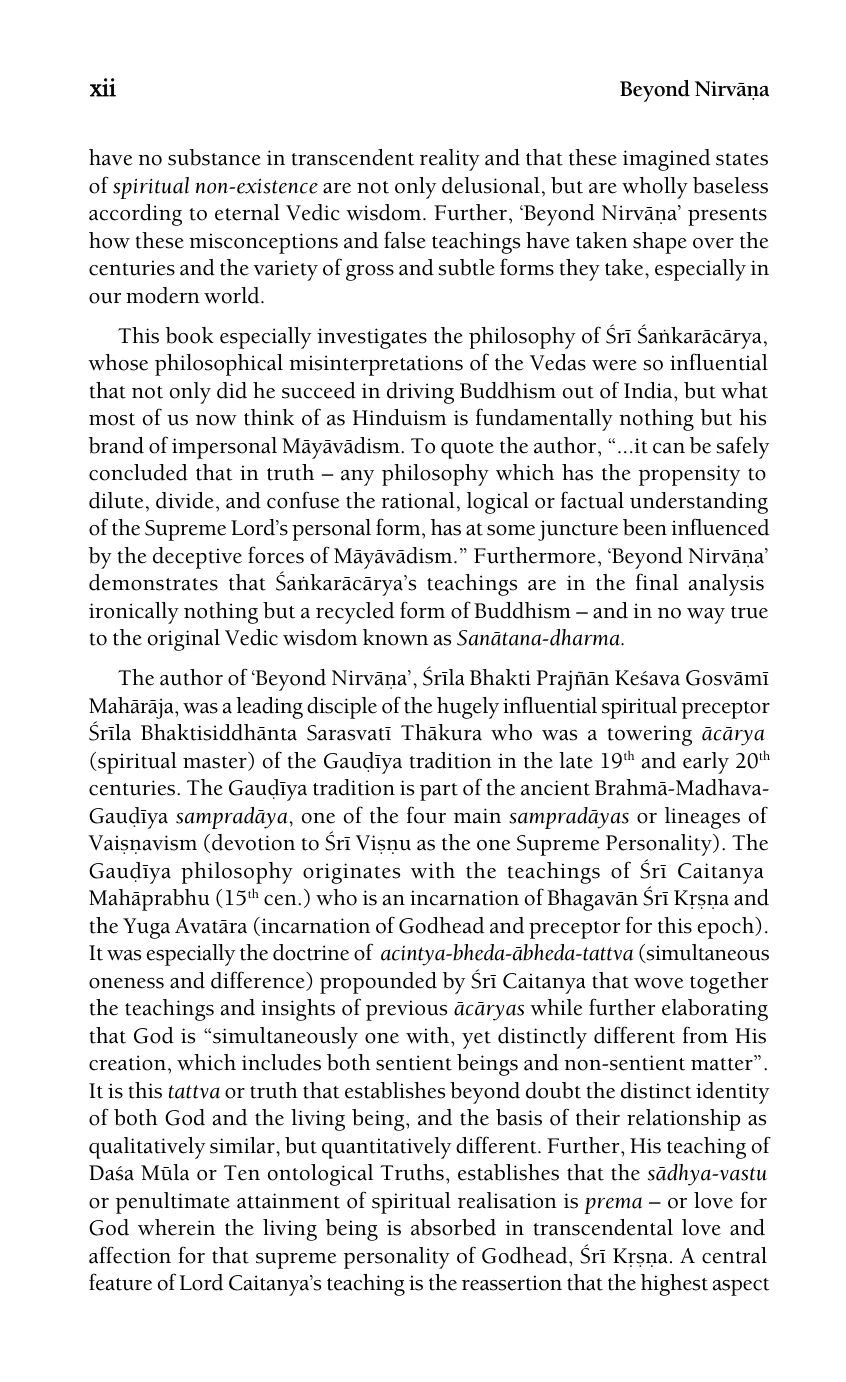 xii Beyond Nirvāṇa
have no substance in transcendent reality and that these imagined states
of spiritual non-existence are not only delusional, but are wholly baseless
according to eternal Vedic wisdom. Further, ‘Beyond Nirvāṇa’ presents
how these misconceptions and false teachings have taken shape over the
centuries and the variety of gross and subtle forms they take, especially in
our modern world.
This book especially investigates the philosophy of Śrī Śaṅkarācārya,
whose philosophical misinterpretations of the Vedas were so influential
that not only did he succeed in driving Buddhism out of India, but what
most of us now think of as Hinduism is fundamentally nothing but his
brand of impersonal Māyāvādism. To quote the author, “...it can be safely
concluded that in truth – any philosophy which has the propensity to
dilute, divide, and confuse the rational, logical or factual understanding
of the Supreme Lord’s personal form, has at some juncture been influenced
by the deceptive forces of Māyāvādism.” Furthermore, ‘Beyond Nirvāṇa’
demonstrates that Śaṅkarācārya’s teachings are in the final analysis
ironically nothing but a recycled form of Buddhism – and in no way true
to the original Vedic wisdom known as Sanātana-dharma.
The author of ‘Beyond Nirvāṇa’, Śrīla Bhakti Prajñān Keśava Gosvāmī
Mahārāja, was a leading disciple of the hugely influential spiritual preceptor
Śrīla Bhaktisiddhānta Sarasvatī Thākura who was a towering ācārya
(spiritual master) of the Gauḍīya tradition in the late 19th and early 20th
centuries. The Gauḍīya tradition is part of the ancient Brahmā-Madhava-
Gauḍīya sampradāya, one of the four main sampradāyas or lineages of
Vaiṣṇavism (devotion to Śrī Viṣṇu as the one Supreme Personality). The
Gauḍīya philosophy originates with the teachings of Śrī Caitanya
Mahāprabhu (15th cen.) who is an incarnation of Bhagavān Śrī Kṛṣṇa and
the Yuga Avatāra (incarnation of Godhead and preceptor for this epoch).
It was especially the doctrine of acintya-bheda-ābheda-tattva (simultaneous
oneness and difference) propounded by Śrī Caitanya that wove together
the teachings and insights of previous ācāryas while further elaborating
that God is “simultaneously one with, yet distinctly different from His
creation, which includes both sentient beings and non-sentient matter”.
It is this tattva or truth that establishes beyond doubt the distinct identity
of both God and the living being, and the basis of their relationship as
qualitatively similar, but quantitatively different. Further, His teaching of
Daśa Mūla or Ten ontological Truths, establishes that the sādhya-vastu
or penultimate attainment of spiritual realisation is prema – or love for
God wherein the living being is absorbed in transcendental love and
affection for that supreme personality of Godhead, Śrī Kṛṣṇa. A central
feature of Lord Caitanya’s teaching is the reassertion that the highest aspect